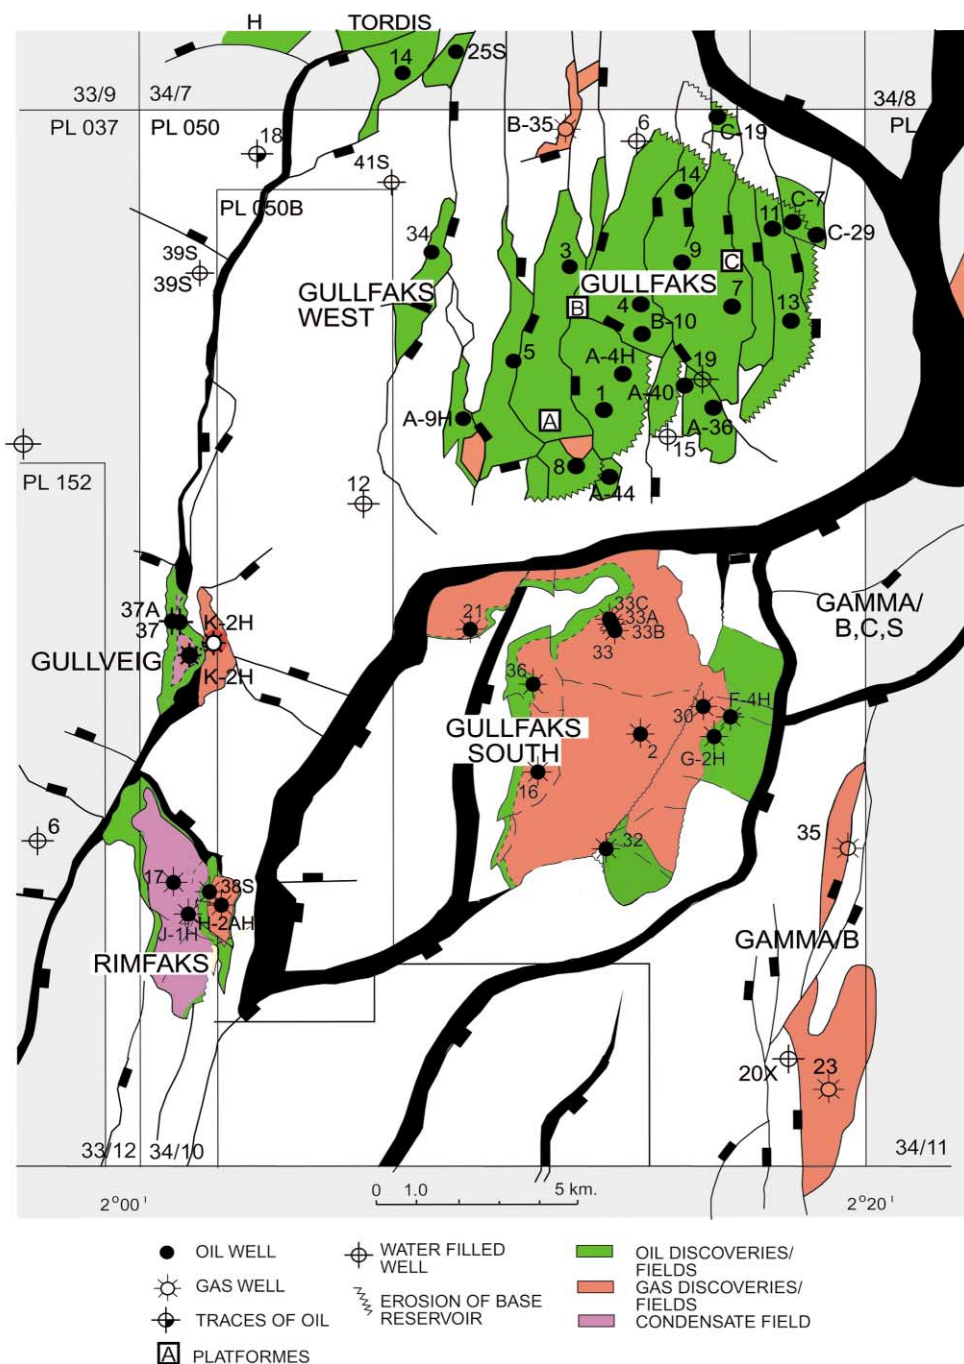 H
TORDIS
14
25S
33/9
34/7
34/8
PL 037
PL 050
PL
B-35
6
C-19
18
41S
14
PL 050B
C-7
11
C-29
34
39S
3
9
C
39S
GULLFAKS
GULLFAKS
WEST
B
4
7
13
B-10
5
A-4H
19
A-40
1
A-9H
A
A-36
15
8
PL 152
A-44
12
37A
K-2H
21
33C
33A
33B
37
33
GAMMA/
B,C,S
GULLVEIG
K-2H
36
F-4H
30
GULLFAKS
SOUTH
2
G-2H
16
6
32
35
17
38S
H-2AH
J-1H
GAMMA/B
RIMFAKS
20X
23
33/12
34/10
34/11
2°00'
0
1.0
5 km.
2°20'
OIL WELL
GAS WELL
TRACES OF OIL
A
PLATFORMES
WATER FILLED
WELL
EROSION OF BASE
RESERVOIR
OIL DISCOVERIES/
FIELDS
GAS DISCOVERIES/
FIELDS
CONDENSATE FIELD